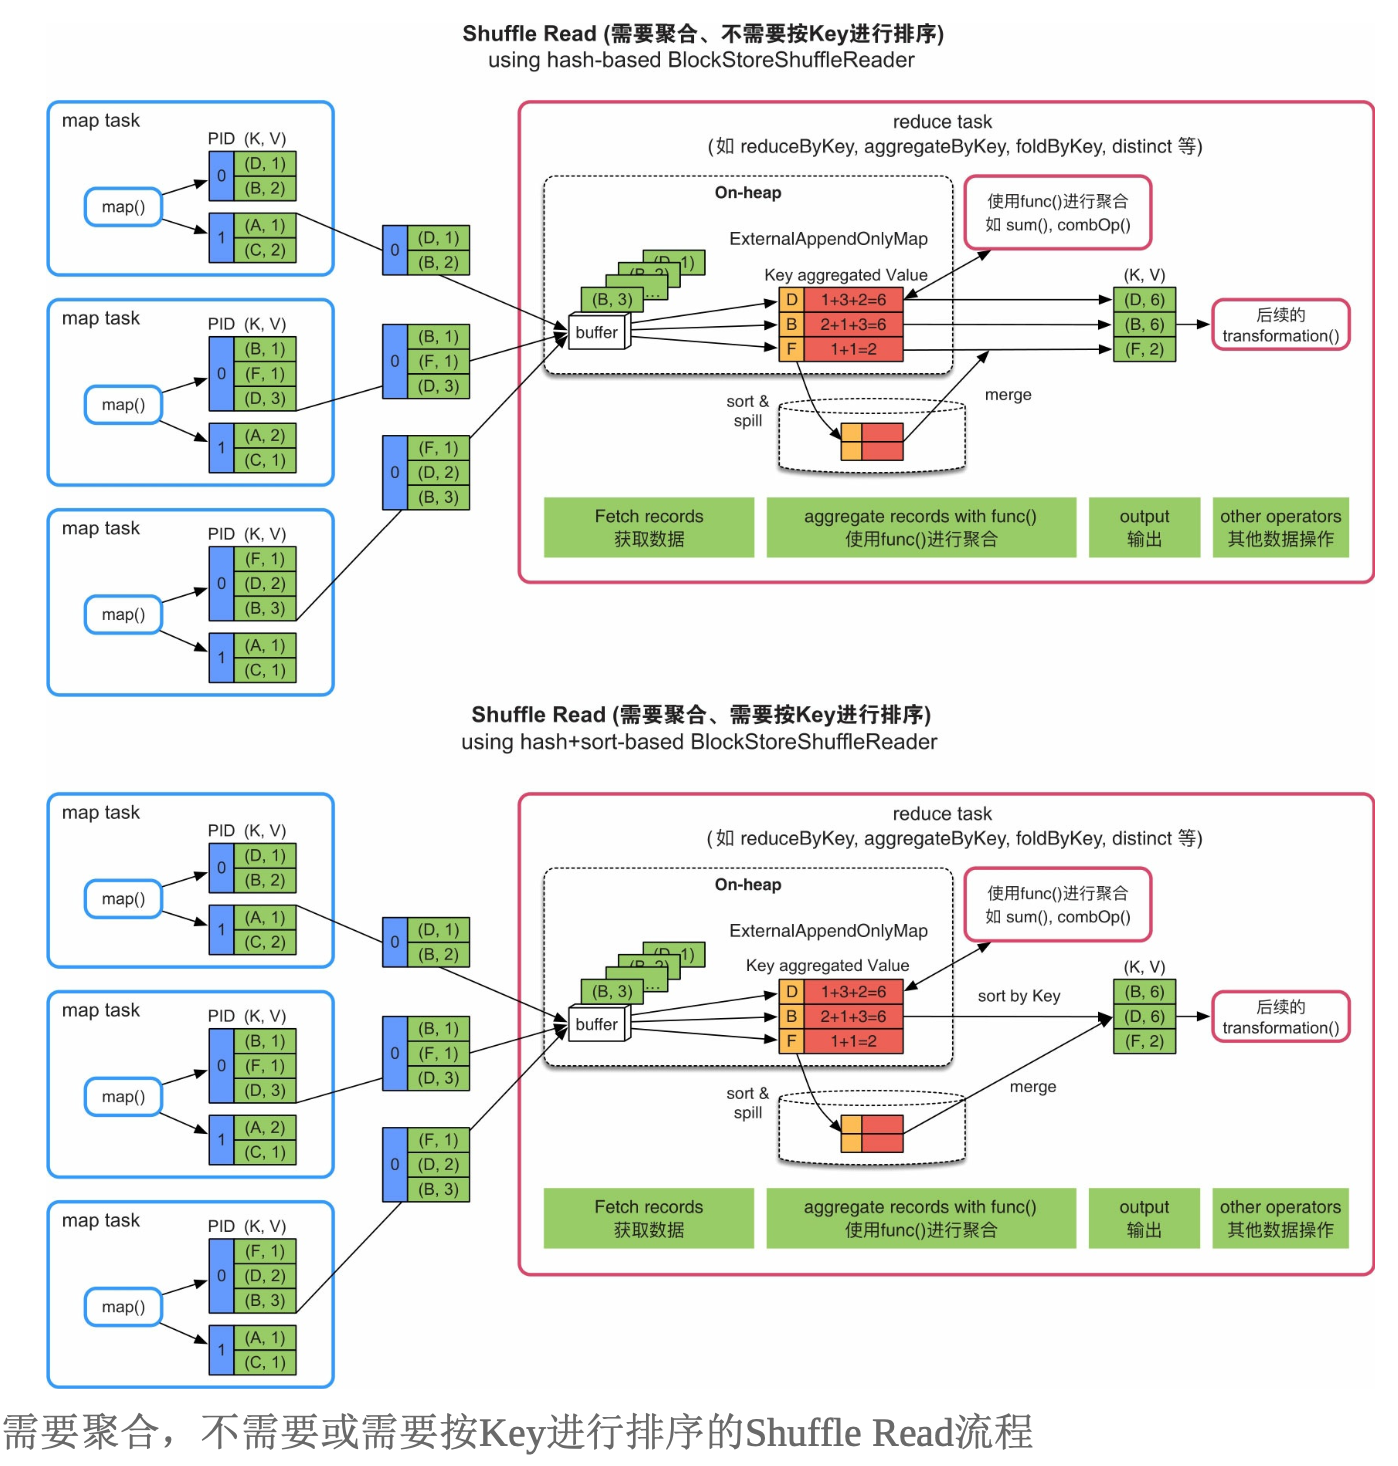 Shuffle Read (需要聚合、不需要按Key进行排序)
using hash-based BlockStoreShuffleReader
map task
PID (K, V)
map()
0
(D, 1)
(B, 2)
1
(A, 1)
(C, 2)
map task
PID (K, V)
map()
0
(B, 1)
(F, 1)
(D, 3)
1
(A, 2)
(C, 1)
map task
PID (K, V)
map()
0
(F, 1)
(D, 2)
(B, 3)
1
(A, 1)
(C, 1)
0
(D, 1)
(B, 2)
0
(B, 1)
(F, 1)
(D, 3)
0
(F, 1)
(D, 2)
(B, 3)
reduce task
(如 reduceByKey, aggregateByKey, foldByKey, distinct 等)
On-heap
使用func()进行聚合
如 sum(), combOp()
ExternalAppendOnlyMap
(D, 1)
(B, 2)
...
(B, 3)
buffer
Key aggregated Value
D 1+3+2=6
B 2+1+3=6
F 1+1=2
(K, V)
(D, 6)
(B, 6)
(F, 2)
后续的
transformation()
sort &
spill
merge
Fetch records
获取数据
aggregate records with func()
使用func()进行聚合
output
输出
other operators
其他数据操作
Shuffle Read (需要聚合、需要按Key进行排序)
using hash+sort-based BlockStoreShuffleReader
map task
PID (K, V)
map()
0
(D, 1)
(B, 2)
1
(A, 1)
(C, 2)
map task
PID (K, V)
map()
0
(B, 1)
(F, 1)
(D, 3)
1
(A, 2)
(C, 1)
map task
PID (K, V)
map()
0
(F, 1)
(D, 2)
(B, 3)
1
(A, 1)
(C, 1)
0
(D, 1)
(B, 2)
0
(B, 1)
(F, 1)
(D, 3)
0
(F, 1)
(D, 2)
(B, 3)
reduce task
(如 reduceByKey, aggregateByKey, foldByKey, distinct 等)
On-heap
使用func()进行聚合
如 sum(), combOp()
ExternalAppendOnlyMap
(D, 1)
(B, 2)
...
(B, 3)
buffer
Key aggregated Value
D 1+3+2=6
B 2+1+3=6
F 1+1=2
sort by Key
(K, V)
(B, 6)
(D, 6)
(F, 2)
后续的
transformation()
sort &
spill
merge
Fetch records
获取数据
aggregate records with func()
使用func()进行聚合
output
输出
other operators
其他数据操作
需要聚合，不需要或需要按Key进行排序的Shuffle Read流程